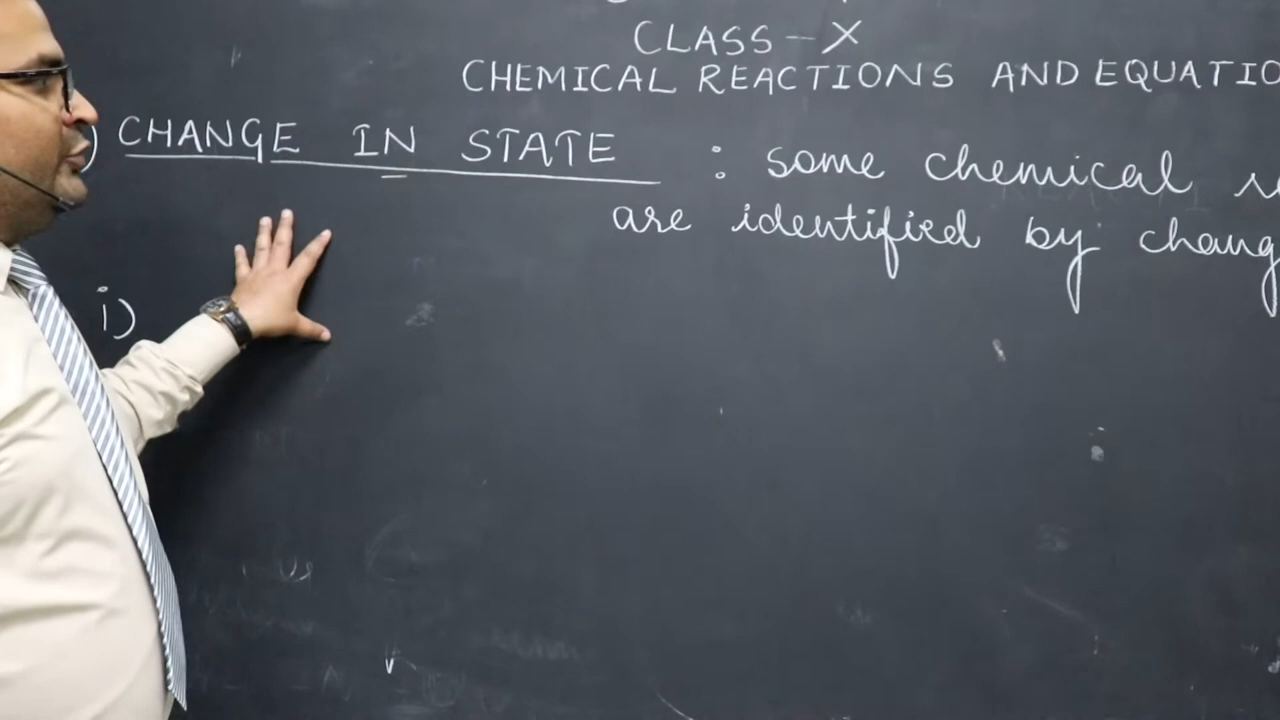 CLASS – X
CHEMICAL REACTIONS AND EQUATIO
) CHANGE IN STATE : some chemical
are identified by chang
i)